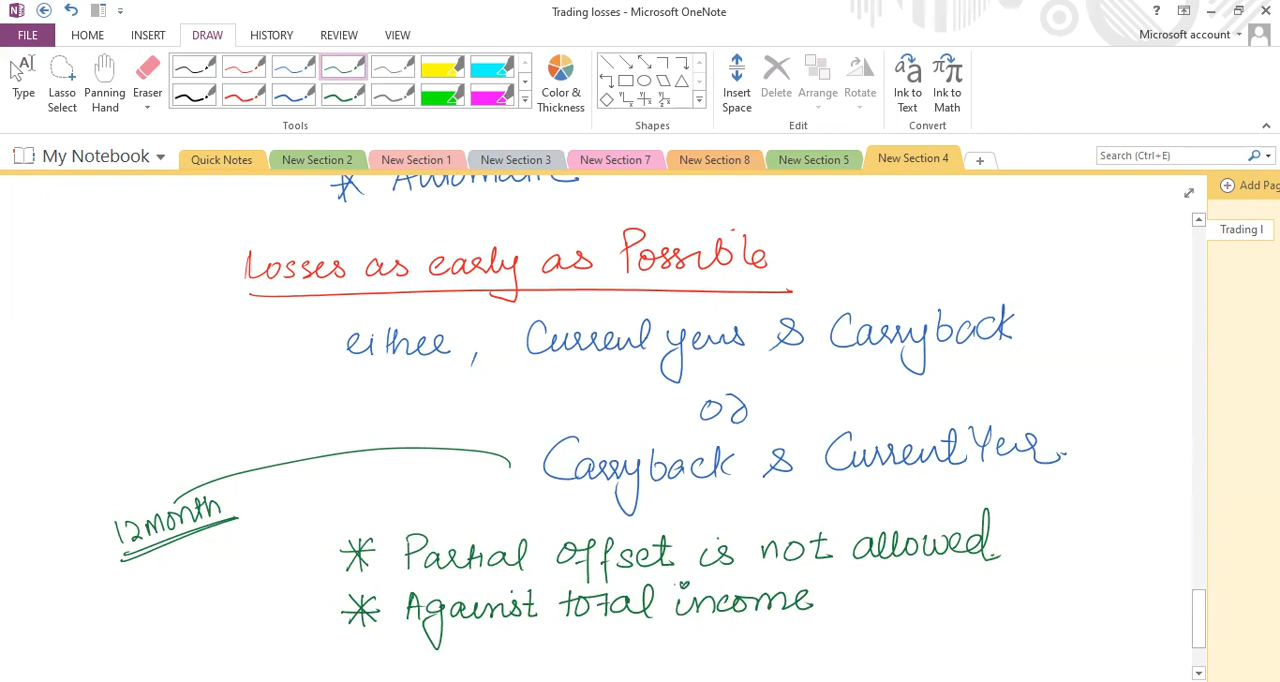 Trading losses - Microsoft OneNote
FILE HOME INSERT DRAW HISTORY REVIEW VIEW
Microsoft account
Type
Lasso Select
Panning Hand
Eraser
Color & Thickness
Insert Space
Delete
Arrange
Rotate
Ink to Text
Ink to Math
Tools
Shapes
Edit
Convert
My Notebook
Quick Notes
New Section 2
New Section 1
New Section 3
New Section 7
New Section 8
New Section 5
New Section 4
Search (Ctrl+E)
Add Pag
Trading l
* Automatic
Losses as early as Possible
either, Current year & Carryback
or
Carryback & Current Year.
12 month
* Partial offset is not allowed.
* Against total income